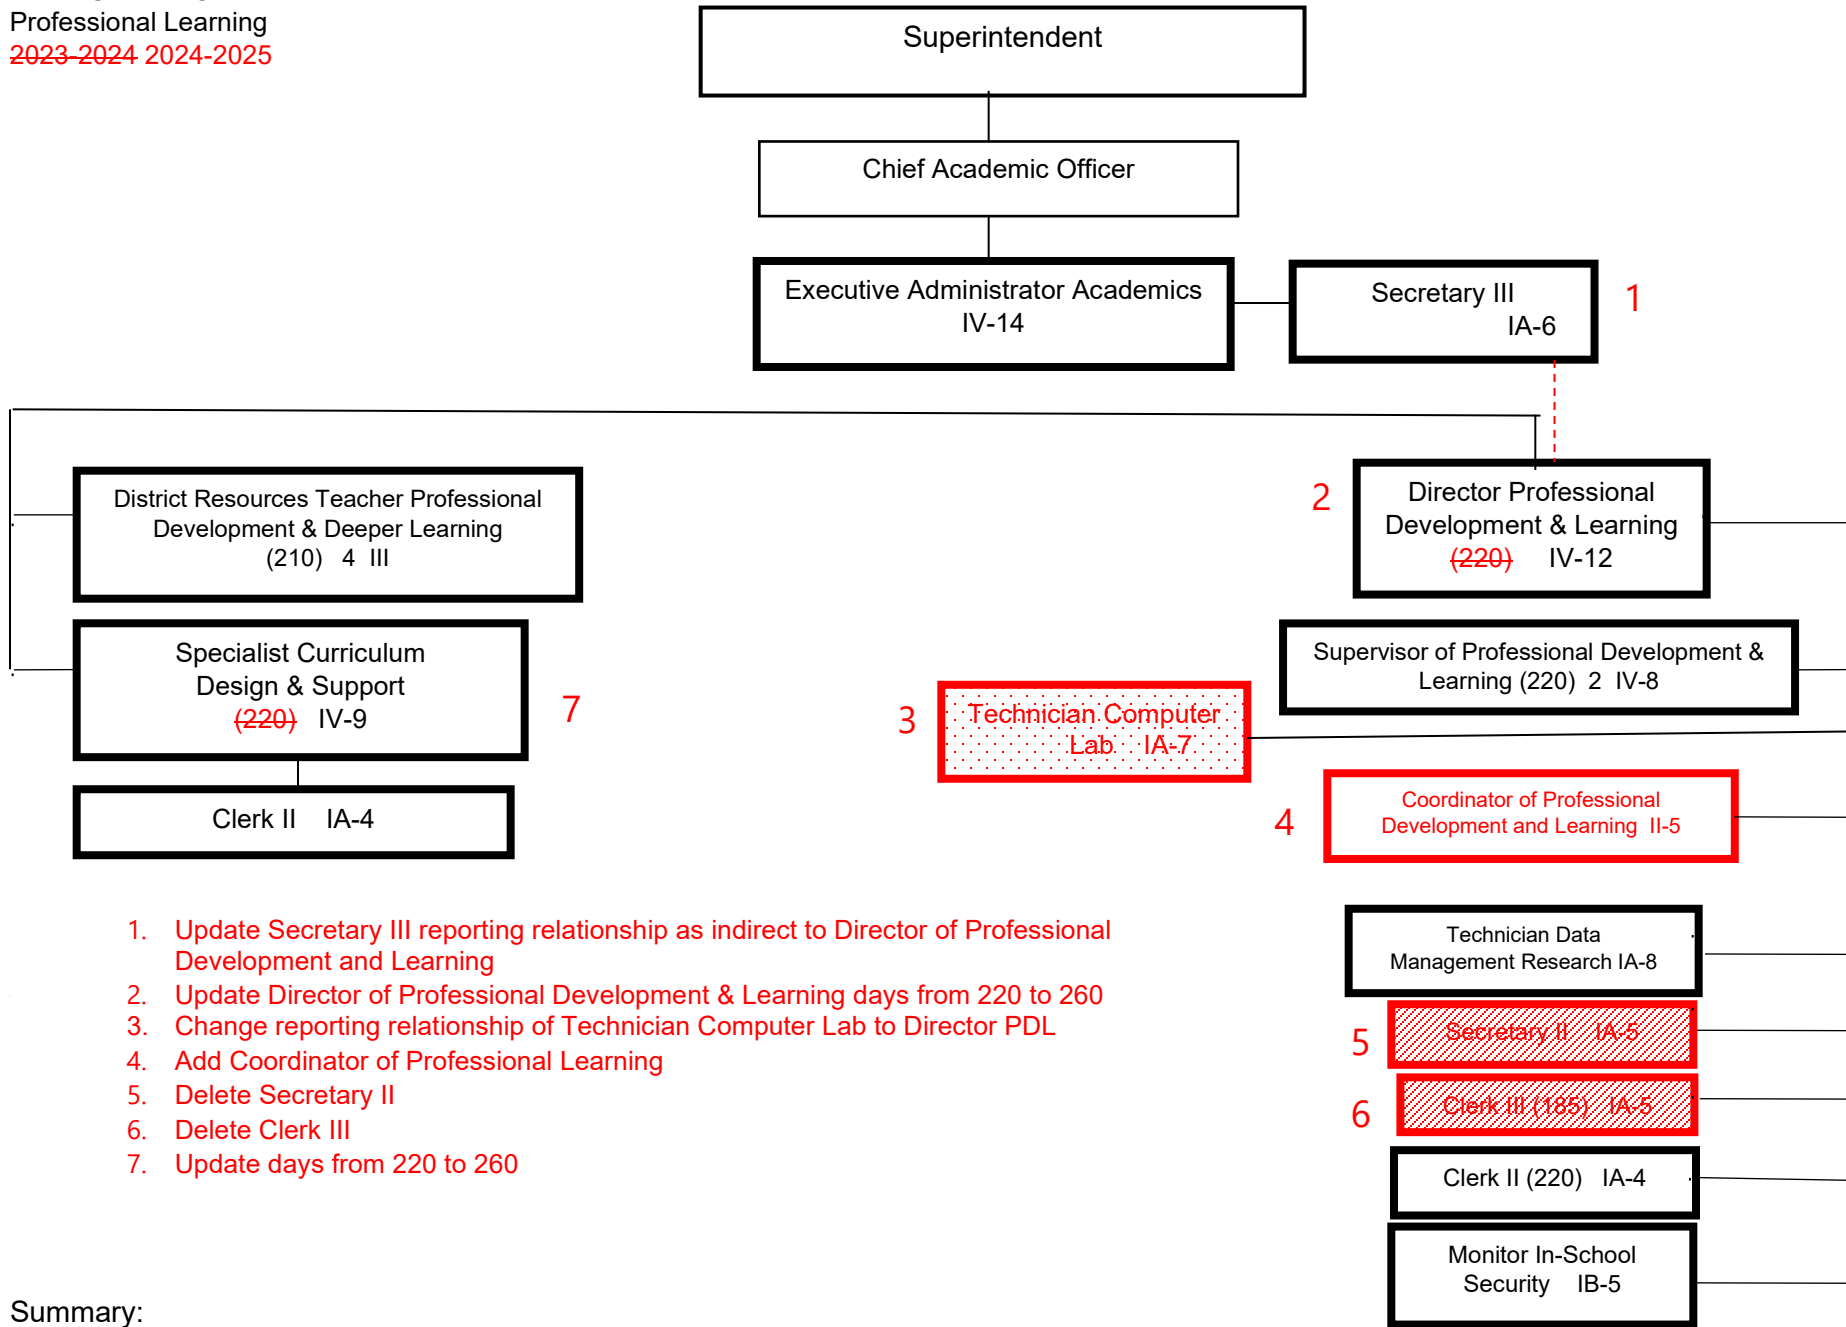 Professional Learning
2023-2024 2024-2025
Superintendent
Chief Academic Officer
Executive Administrator Academics
IV-14
Secretary III
IA-6
1
District Resources Teacher Professional
Development & Deeper Learning
(210) 4 III
2
Director Professional
Development & Learning
(220) IV-12
Specialist Curriculum
Design & Support
(220) IV-9
7
Supervisor of Professional Development &
Learning (220) 2 IV-8
3
Technician Computer
Lab IA-7
Clerk II IA-4
4
Coordinator of Professional
Development and Learning II-5
1. Update Secretary III reporting relationship as indirect to Director of Professional
Development and Learning
2. Update Director of Professional Development & Learning days from 220 to 260
3. Change reporting relationship of Technician Computer Lab to Director PDL
4. Add Coordinator of Professional Learning
5. Delete Secretary II
6. Delete Clerk III
7. Update days from 220 to 260
Technician Data
Management Research IA-8
5
Secretary II IA-5
6
Clerk III (185) IA-5
Clerk II (220) IA-4
Monitor In-School
Security IB-5
Summary: